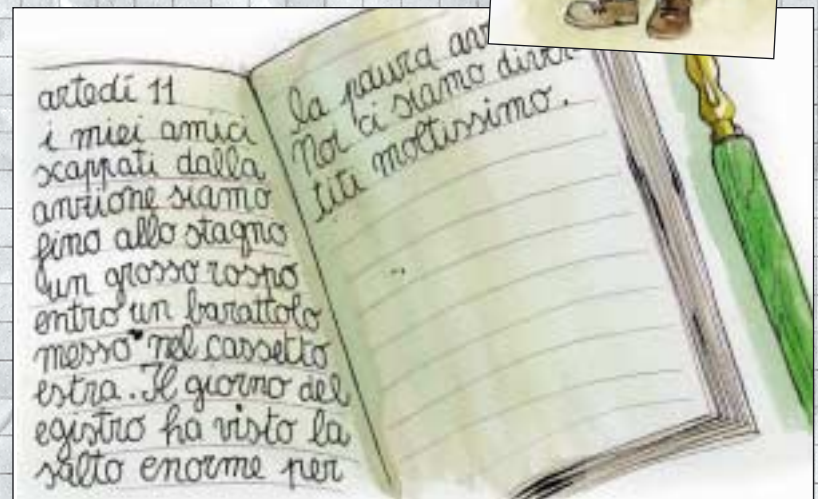 artedí 11
i miei amici
scappati dalla
anzione siamo
fino allo stagno
un grosso rospo
entro un barattolo
messo nel cassetto
estra. Il giorno del
egistro ha visto la
salto enorme per
la paura avr
Noi ci siamo diver
titi moltissimo.